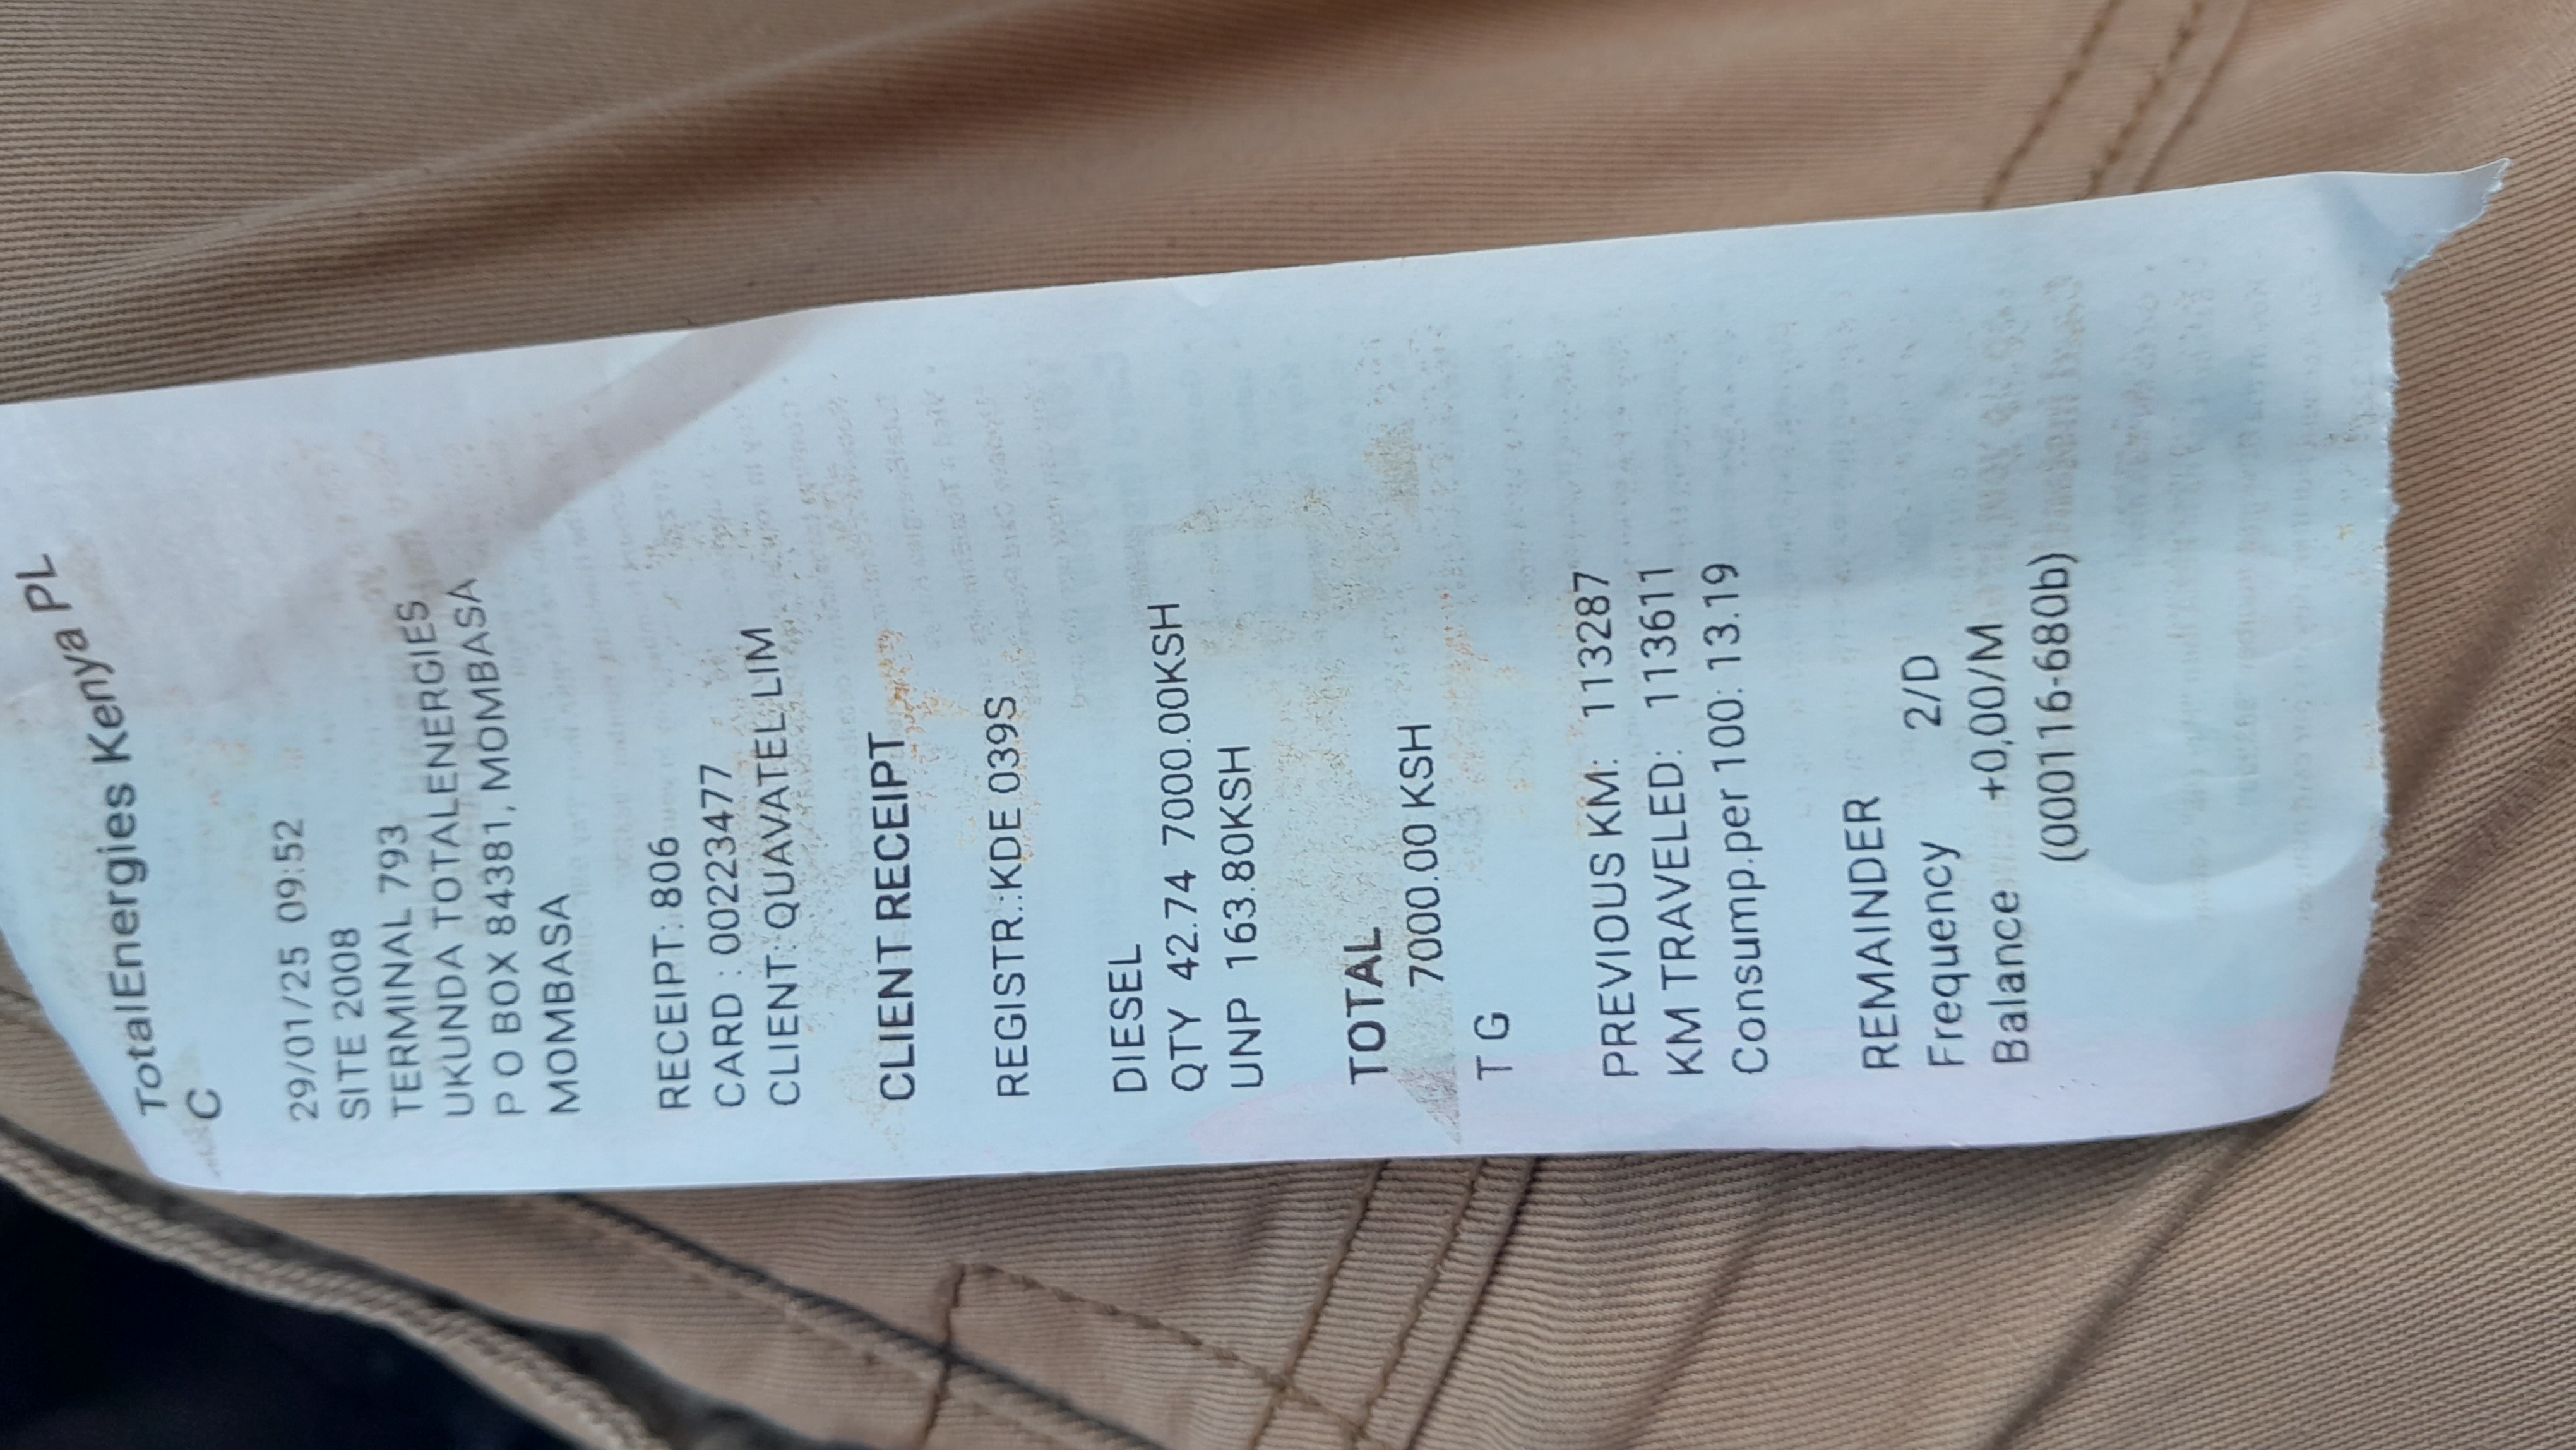 TotalEnergies Kenya PL
C
29/01/25 09:52
SITE 2008
TERMINAL 793
UKUNDA TOTALENERGIES
P O BOX 84381, MOMBASA
MOMBASA
RECEIPT: 806
CARD : 002223477
CLIENT: QUAVATEL LIM
CLIENT RECEIPT
REGISTR.:KDE 039S
DIESEL
QTY 42.74 7000.00KSH
UNP 163.80KSH
TOTAL
7000.00 KSH
T G
PREVIOUS KM: 113287
KM TRAVELED: 113611
Consump.per 100: 13.19
REMAINDER
Frequency 2/D
Balance +0,00/M
(000116-680b)